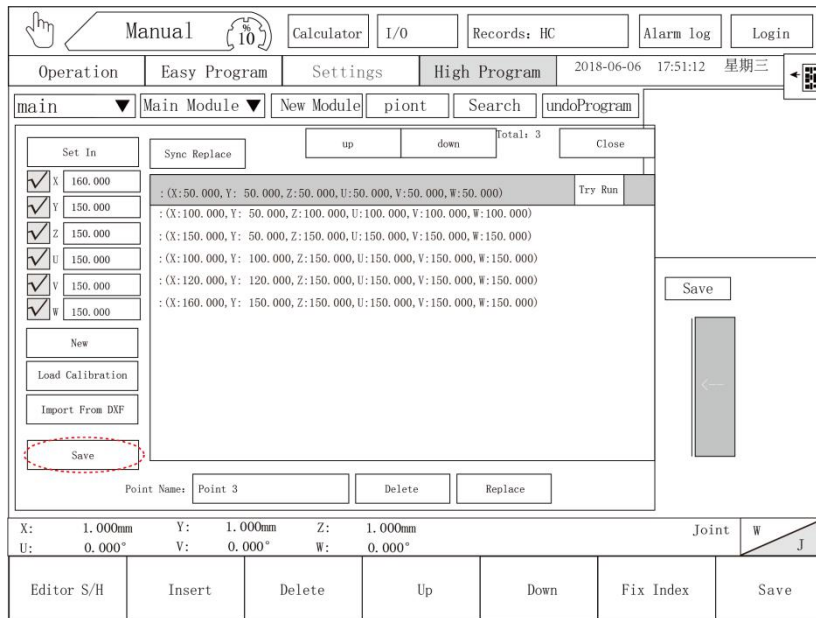 Manual
%
10
Calculator
I/0
Records: HC
Alarm log
Login
Operation
Easy Program
Settings
High Program
2018-06-06 17:51:12 星期三
main
Main Module
New Module
piont
Search
undoProgram
Set In
Sync Replace
up
down
Total: 3
Close
X 160.000
Y 150.000
Z 150.000
U 150.000
V 150.000
W 150.000
:(X:50.000,Y: 50.000,Z:50.000,U:50.000,V:50.000,W:50.000)
Try Run
:(X:100.000,Y: 50.000,Z:100.000,U:100.000,V:100.000,W:100.000)
:(X:150.000,Y: 50.000,Z:150.000,U:150.000,V:150.000,W:150.000)
:(X:100.000,Y: 100.000,Z:150.000,U:150.000,V:150.000,W:150.000)
:(X:120.000,Y: 120.000,Z:150.000,U:150.000,V:150.000,W:150.000)
:(X:160.000,Y: 150.000,Z:150.000,U:150.000,V:150.000,W:150.000)
New
Load Calibration
Import From DXF
Save
Point Name: Point 3
Delete
Replace
Save
<--
X: 1.000mm Y: 1.000mm Z: 1.000mm
U: 0.000° V: 0.000° W: 0.000°
Joint
W
J
Editor S/H
Insert
Delete
Up
Down
Fix Index
Save